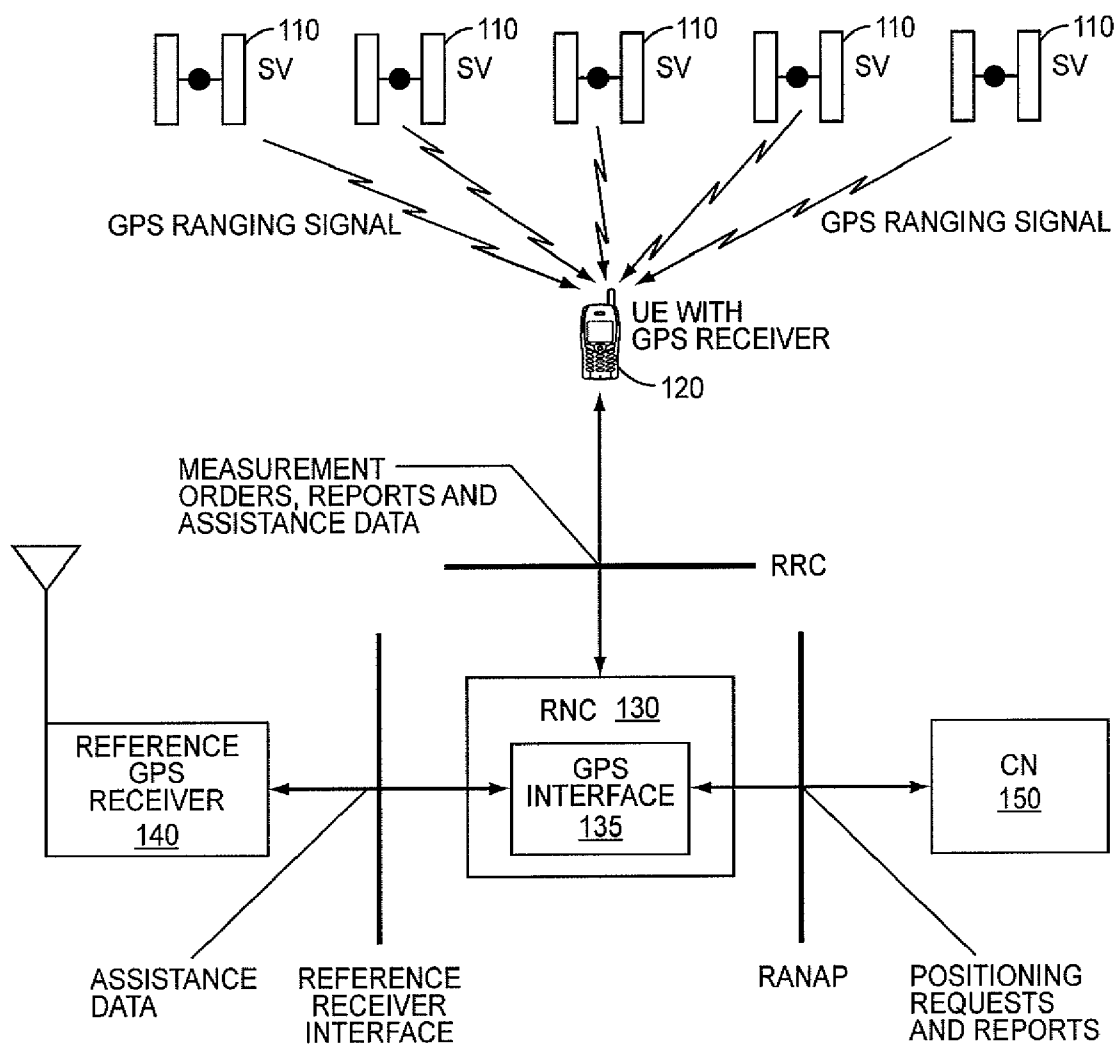 110
110
110
110
110
SV
SV
SV
SV
SV
GPS RANGING SIGNAL
GPS RANGING SIGNAL
UE WITH
GPS RECEIVER
120
MEASUREMENT
ORDERS, REPORTS AND
ASSISTANCE DATA
RRC
RNC 130
REFERENCE
GPS
RECEIVER
140
GPS
INTERFACE
135
CN
150
ASSISTANCE
DATA
REFERENCE
RECEIVER
INTERFACE
RANAP
POSITIONING
REQUESTS
AND REPORTS